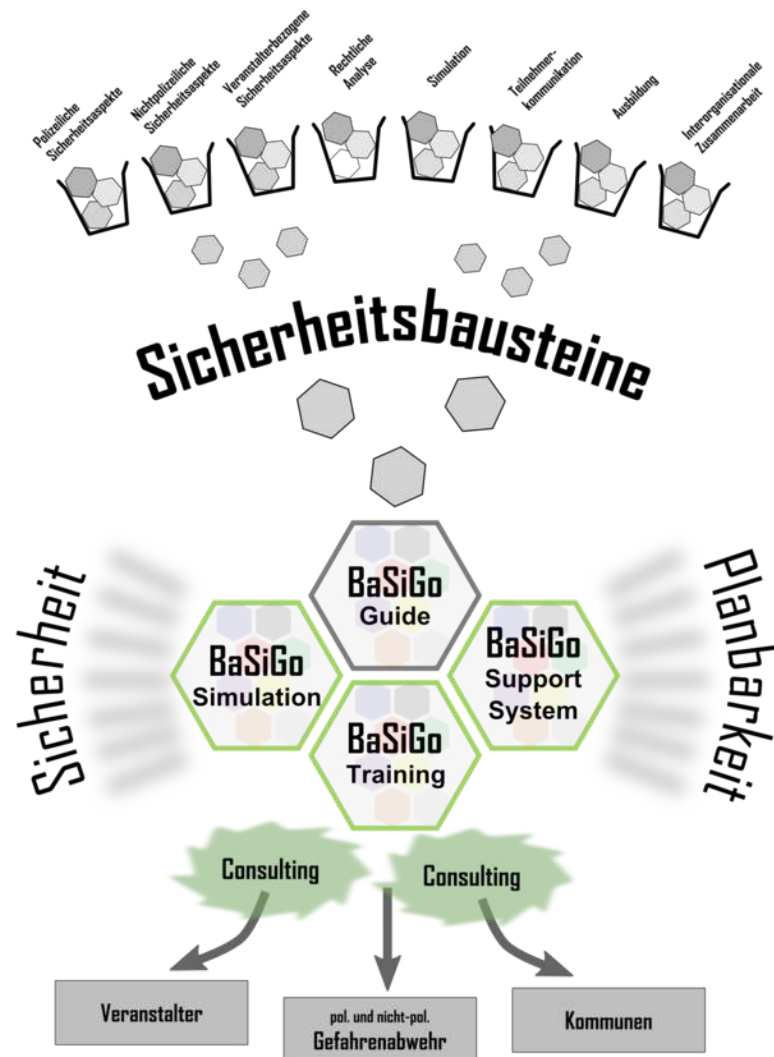 Polizeiliche
Sicherheitsaspekte
Nichtpolizeiliche
Sicherheitsaspekte
Veranstalterbezogene
Sicherheitsaspekte
Rechtliche
Analyse
Simulation
Teilnehmer-
kommunikation
Ausbildung
Interorganisationale
Zusammenarbeit
Sicherheitsbausteine
Sicherheit
BaSiGo
Guide
BaSiGo
Simulation
BaSiGo
Support
System
BaSiGo
Training
Planbarkeit
Consulting
Consulting
Veranstalter
pol. und nicht-pol.
Gefahrenabwehr
Kommunen